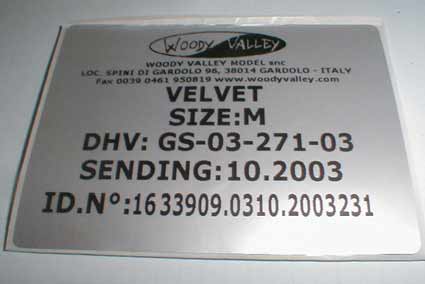 WOODY VALLEY
WOODY VALLEY MODEL snc
LOC. SPINI DI GARDOLO 96, 38014 GARDOLO - ITALY
Fax 0039 0461 950819 www.woodyvalley.com
VELVET
SIZE:M
DHV: GS-03-271-03
SENDING:10.2003
ID.N°:1633909.0310.2003231